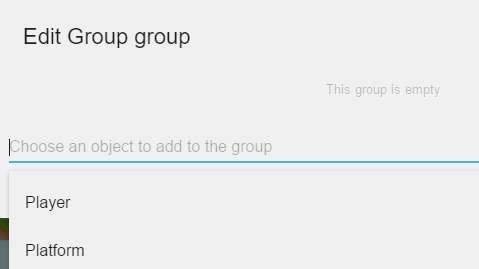 Edit Group group
This group is empty
Choose an object to add to the group
Player
Platform